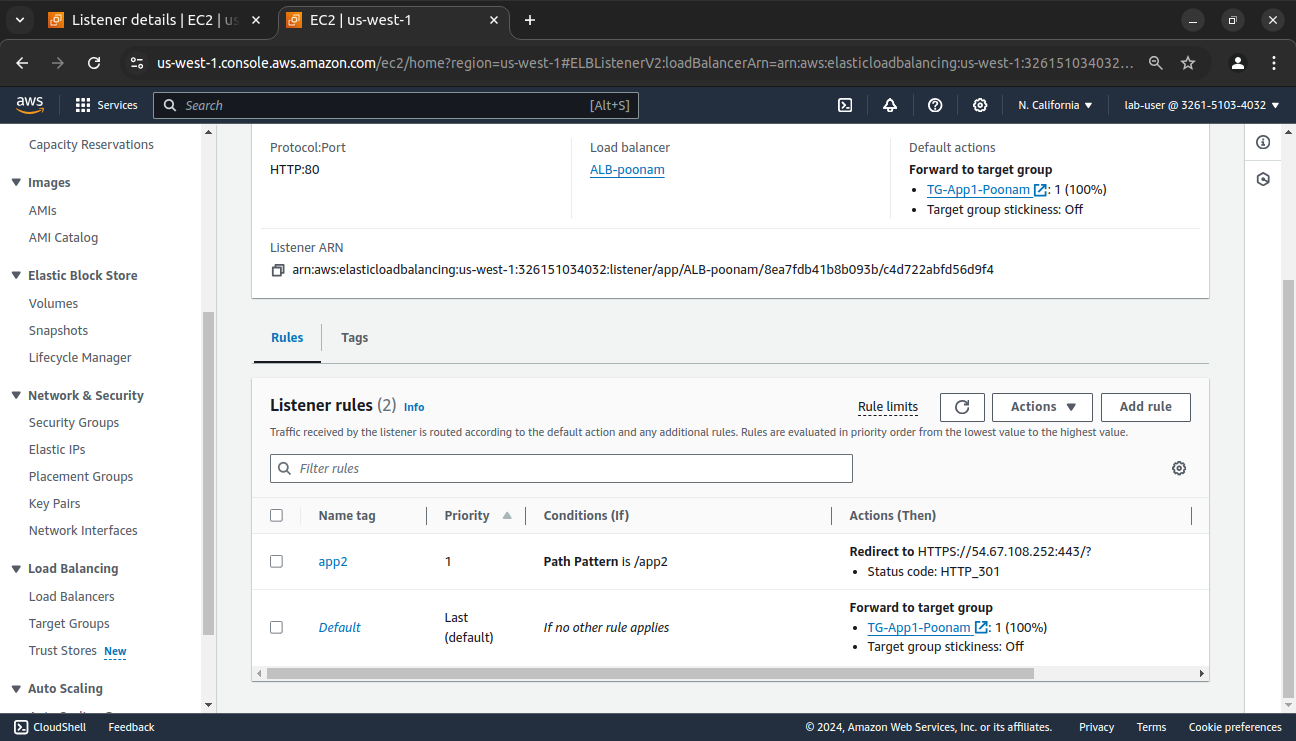 Listener details | EC2 | us
EC2 | us-west-1
us-west-1.console.aws.amazon.com/ec2/home?region=us-west-1#ELBListenerV2:loadBalancerArn=arn:aws:elasticloadbalancing:us-west-1:326151034032...
aws
Services
Search
[Alt+S]
N. California
lab-user @ 3261-5103-4032
Capacity Reservations
Images
AMIs
AMI Catalog
Elastic Block Store
Volumes
Snapshots
Lifecycle Manager
Network & Security
Security Groups
Elastic IPs
Placement Groups
Key Pairs
Network Interfaces
Load Balancing
Load Balancers
Target Groups
Trust Stores New
Auto Scaling
Protocol:Port
HTTP:80
Load balancer
ALB-poonam
Default actions
Forward to target group
• TG-App1-Poonam : 1 (100%)
• Target group stickiness: Off
Listener ARN
arn:aws:elasticloadbalancing:us-west-1:326151034032:listener/app/ALB-poonam/8ea7fdb41b8b093b/c4d722abfd56d9f4
Rules
Tags
Listener rules (2) Info
Rule limits
Actions
Add rule
Traffic received by the listener is routed according to the default action and any additional rules. Rules are evaluated in priority order from the lowest value to the highest value.
Filter rules
Name tag
Priority
Conditions (If)
Actions (Then)
app2
1
Path Pattern is /app2
Redirect to HTTPS://54.67.108.252:443/?
• Status code: HTTP_301
Default
Last
(default)
If no other rule applies
Forward to target group
• TG-App1-Poonam : 1 (100%)
• Target group stickiness: Off
CloudShell
Feedback
© 2024, Amazon Web Services, Inc. or its affiliates.
Privacy
Terms
Cookie preferences